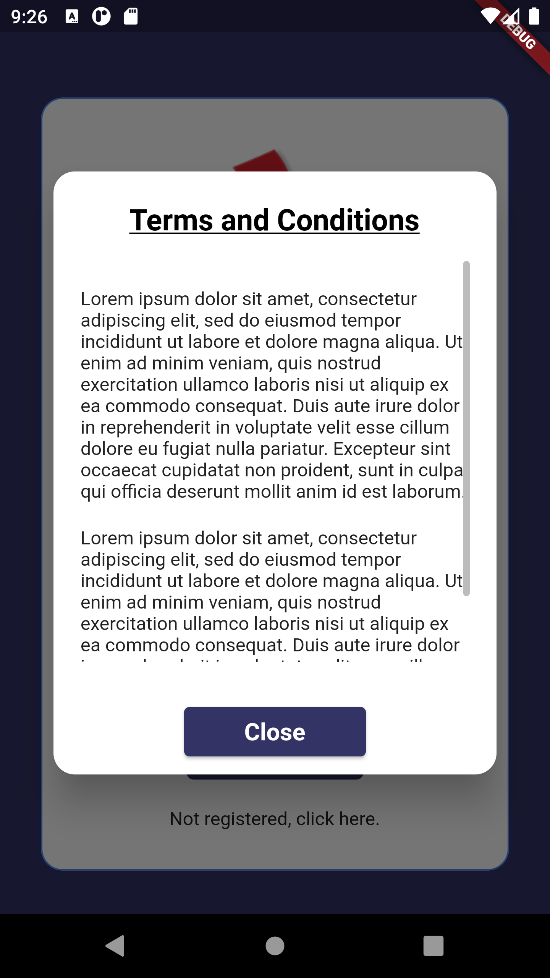 9:26
DEBUG
Terms and Conditions
Lorem ipsum dolor sit amet, consectetur
adipiscing elit, sed do eiusmod tempor
incididunt ut labore et dolore magna aliqua. Ut
enim ad minim veniam, quis nostrud
exercitation ullamco laboris nisi ut aliquip ex
ea commodo consequat. Duis aute irure dolor
in reprehenderit in voluptate velit esse cillum
dolore eu fugiat nulla pariatur. Excepteur sint
occaecat cupidatat non proident, sunt in culpa
qui officia deserunt mollit anim id est laborum.
Lorem ipsum dolor sit amet, consectetur
adipiscing elit, sed do eiusmod tempor
incididunt ut labore et dolore magna aliqua. Ut
enim ad minim veniam, quis nostrud
exercitation ullamco laboris nisi ut aliquip ex
ea commodo consequat. Duis aute irure dolor
Close
Not registered, click here.